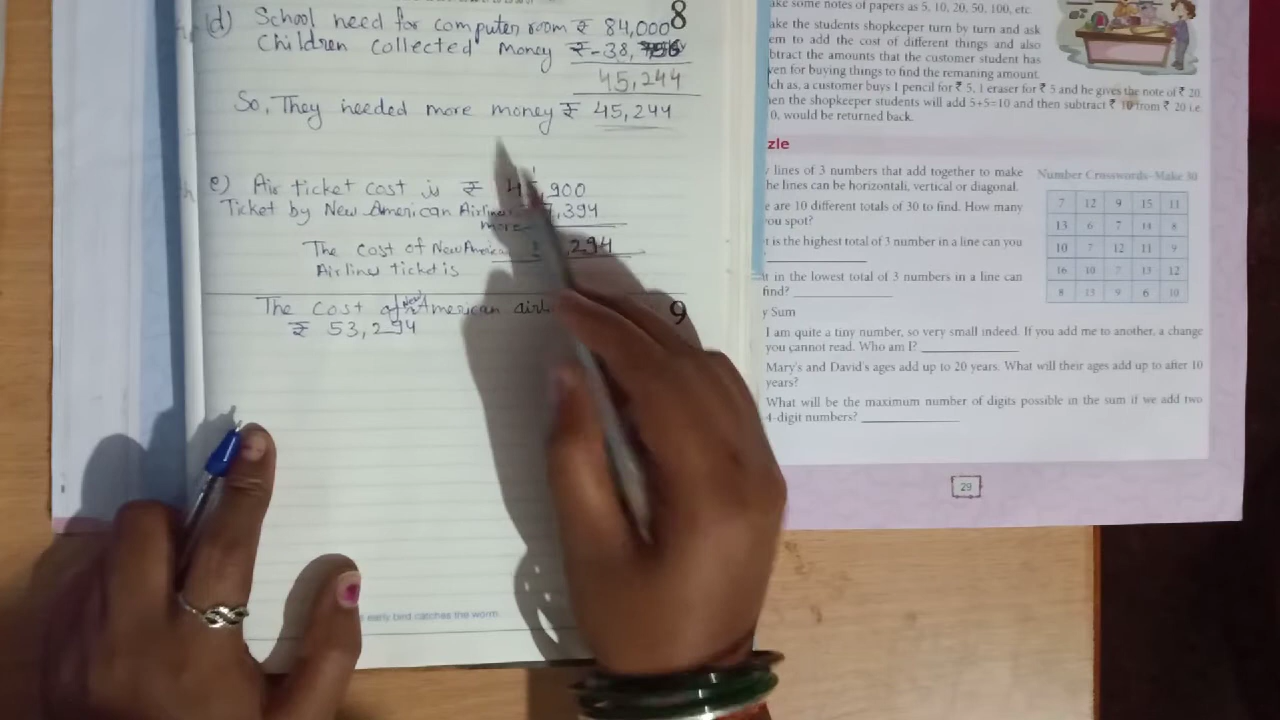 d) School need for computer room ₹ 84,000
8
Children collected money ₹ - 38,756
45,244
So, They needed more money ₹ 45,244
e) Air ticket cost is ₹ 45,900
Ticket by New American Airlines ,394
more
The cost of New America ₹ ,294
Airline ticket is
The cost of New American airl
9
₹ 53,294
early bird catches the worm.
ake some notes of papers as 5, 10, 20, 50, 100, etc.
ake the students shopkeeper turn by turn and ask
em to add the cost of different things and also
btract the amounts that the customer student has
ven for buying things to find the remaning amount.
ch as, a customer buys 1 pencil for ₹ 5, 1 eraser for ₹ 5 and he gives the note of ₹ 20.
en the shopkeeper students will add 5+5=10 and then subtract ₹ 10 from ₹ 20 i.e.
0, would be returned back.
zle
lines of 3 numbers that add together to make
he lines can be horizontali, vertical or diagonal.
e are 10 different totals of 30 to find. How many
ou spot?
t is the highest total of 3 number in a line can you
t in the lowest total of 3 numbers in a line can
find?
Number Crosswords-Make 30
7 12 9 15 11
13 6 7 14 8
10 7 12 11 9
16 10 7 13 12
8 13 9 6 10
y Sum
I am quite a tiny number, so very small indeed. If you add me to another, a change
you cannot read. Who am I?
Mary's and David's ages add up to 20 years. What will their ages add up to after 10
years?
What will be the maximum number of digits possible in the sum if we add two
4-digit numbers?
29